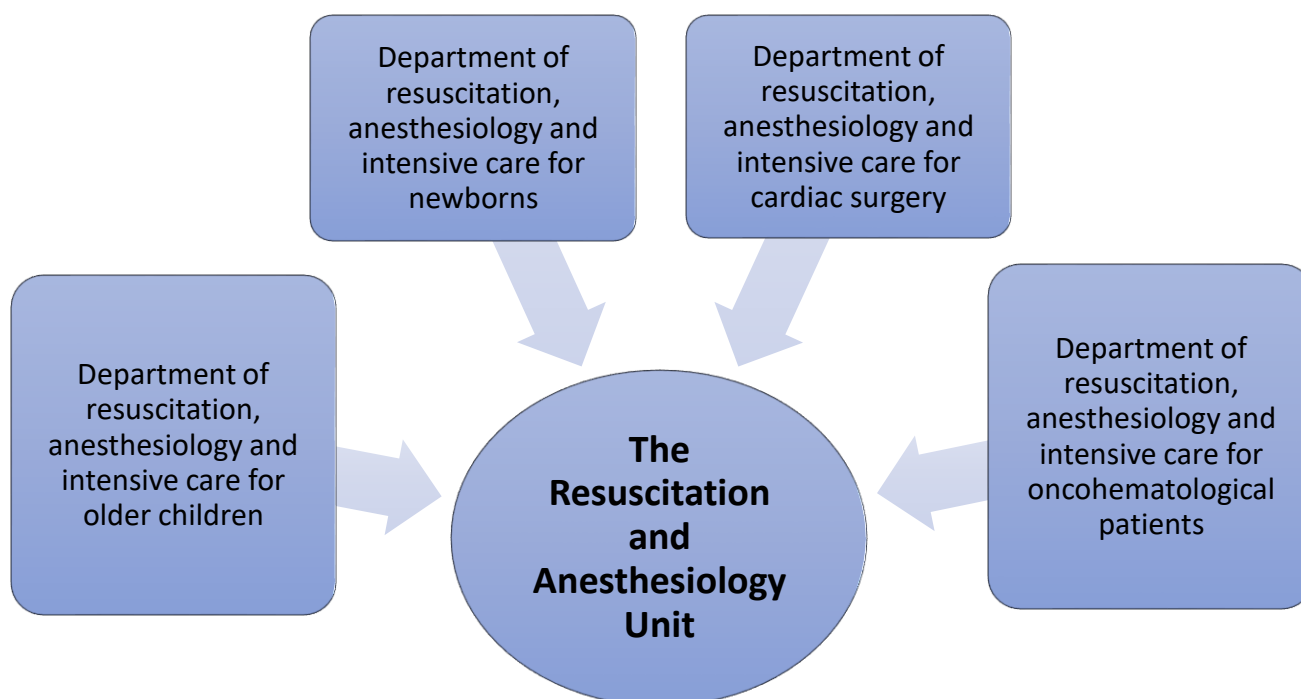 Department of
resuscitation,
anesthesiology and
intensive care for
newborns
Department of
resuscitation,
anesthesiology and
intensive care for
cardiac surgery
Department of
resuscitation,
anesthesiology and
intensive care for
older children
Department of
resuscitation,
anesthesiology and
intensive care for
oncohematological
patients
The
Resuscitation
and
Anesthesiology
Unit